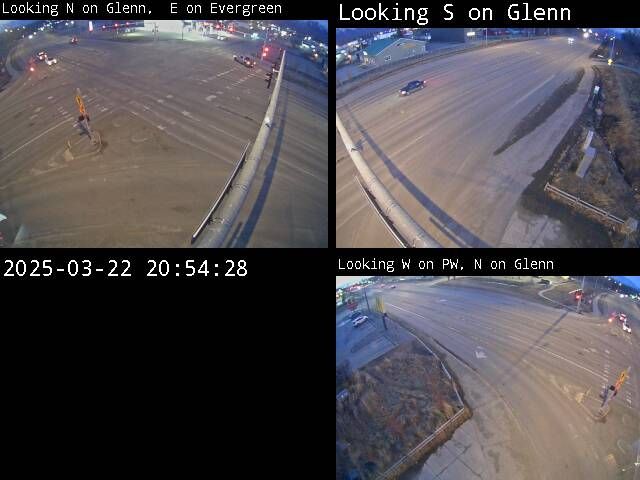 Looking N on Glenn, E on Evergreen
Looking S on Glenn
2025-03-22 20:54:28
Looking W on PW, N on Glenn